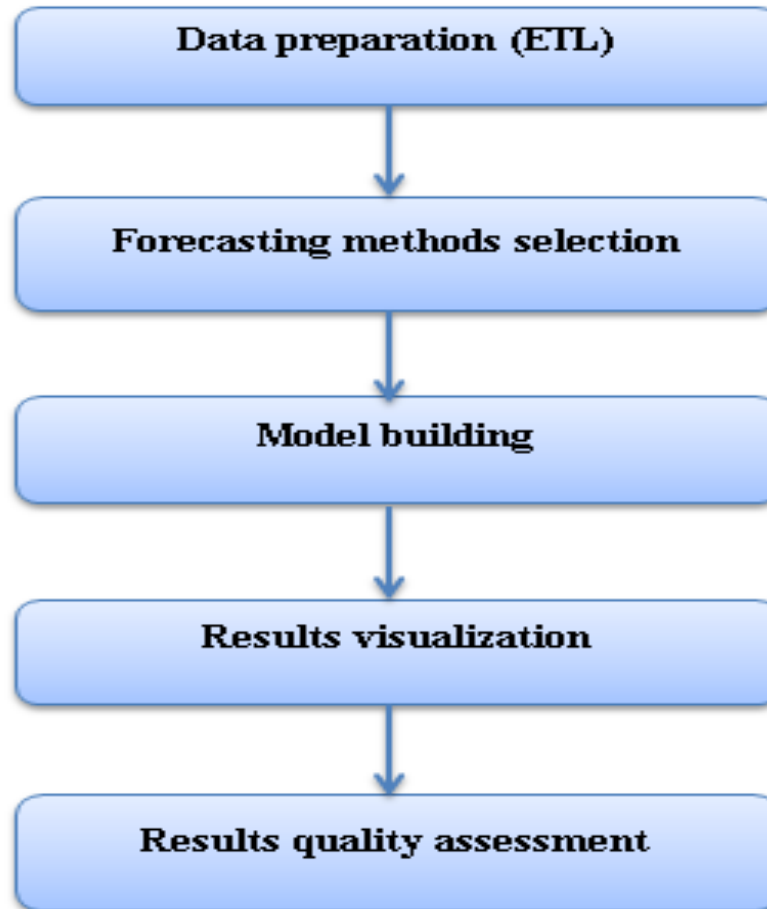 Data preparation (ETL)
Forecasting methods selection
Model building
Results visualization
Results quality assessment